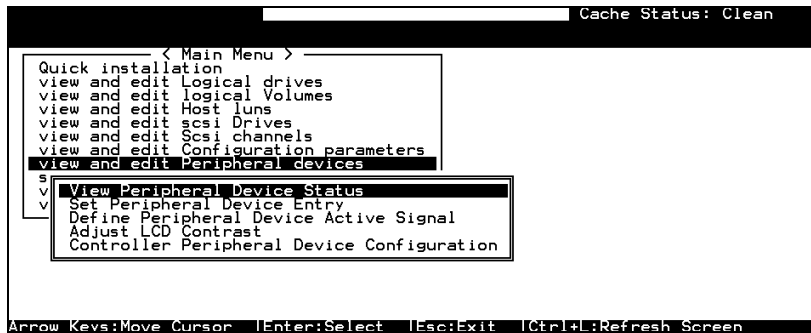 Cache Status: Clean
< Main Menu >
Quick installation
view and edit Logical drives
view and edit logical Volumes
view and edit Host luns
view and edit scsi Drives
view and edit Scsi channels
view and edit Configuration parameters
view and edit Peripheral devices
s
v
v
View Peripheral Device Status
Set Peripheral Device Entry
Define Peripheral Device Active Signal
Adjust LCD Contrast
Controller Peripheral Device Configuration
Arrow Keys:Move Cursor |Enter:Select |Esc:Exit |Ctrl+L:Refresh Screen